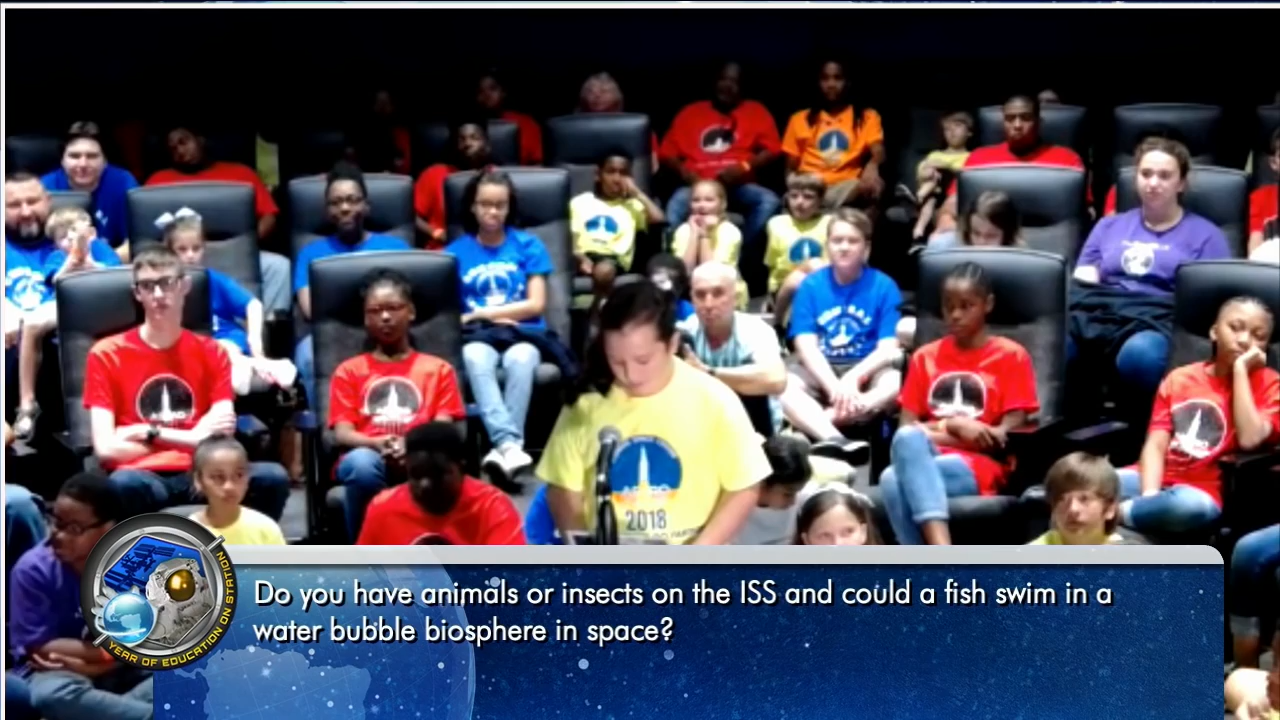 2018
Do you have animals or insects on the ISS and could a fish swim in a
water bubble biosphere in space?
YEAR OF EDUCATION ON STATION